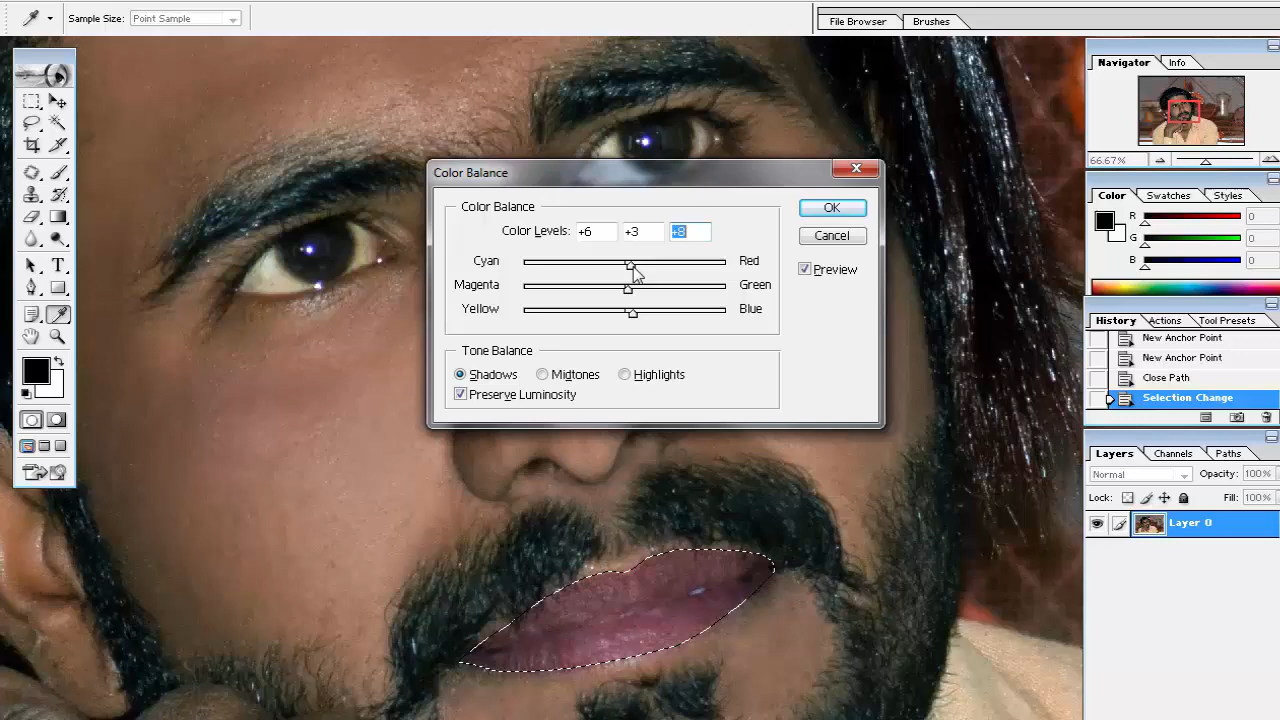 Sample Size: Point Sample
File Browser Brushes
Navigator Info
66.67%
Color Swatches Styles
R 0
G 0
B 0
History Actions Tool Presets
New Anchor Point
New Anchor Point
Close Path
Selection Change
Layers Channels Paths
Normal Opacity: 100%
Lock: Fill: 100%
Layer 0
T
Color Balance
Color Balance
Color Levels: +6 +3 +8
Cyan Red
Magenta Green
Yellow Blue
Tone Balance
Shadows Midtones Highlights
Preserve Luminosity
OK
Cancel
Preview